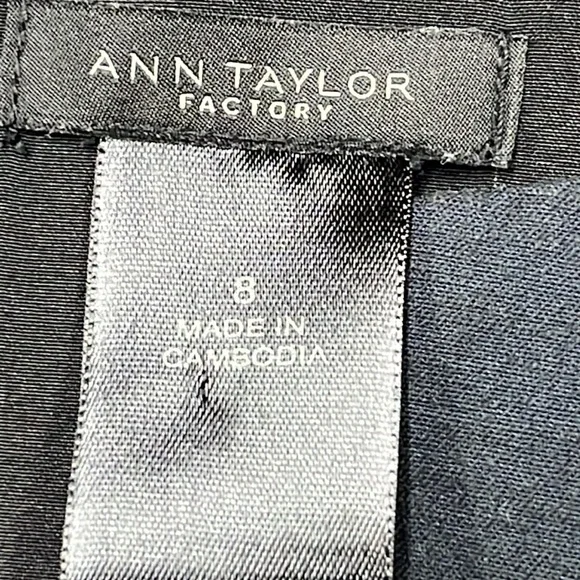 ANN TAYLOR
FACTORY
8
MADE IN
CAMBODIA